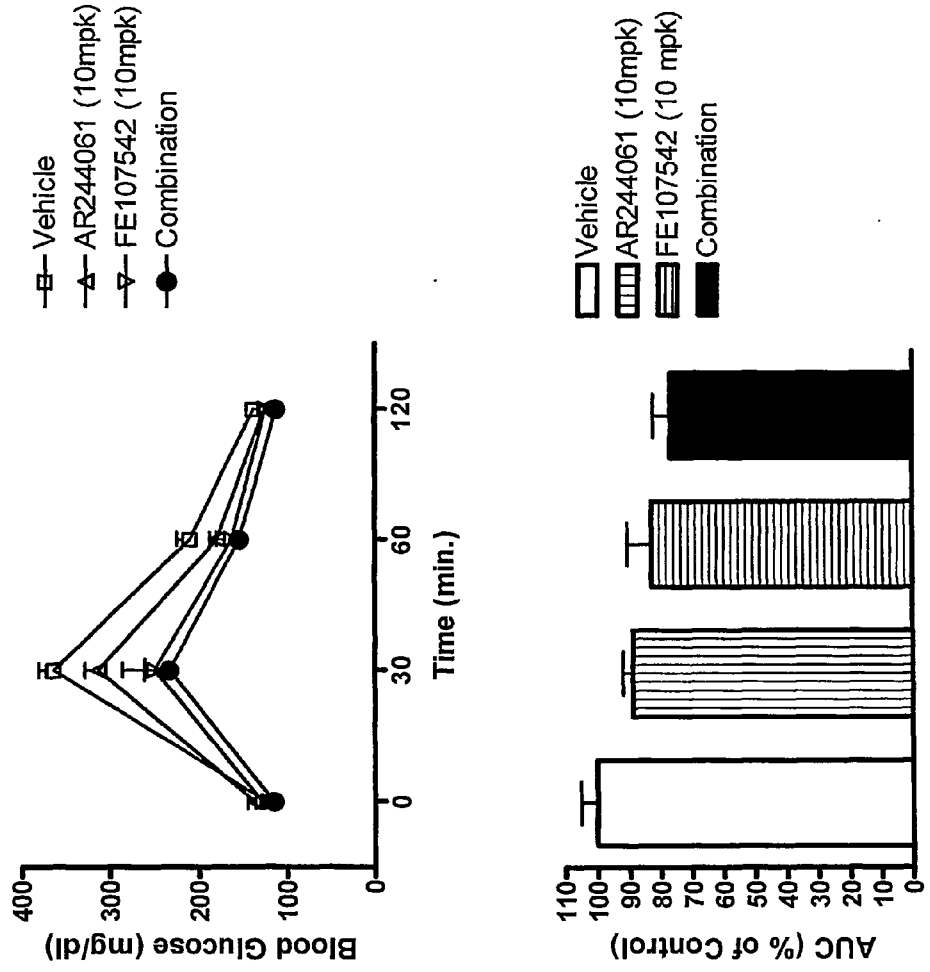 Blood Glucose (mg/dl)
400
300
200
100
0
0
30
60
120
Time (min.)
Vehicle
AR244061 (10mpk)
FE107542 (10mpk)
Combination
AUC (% of Control)
110
100
90
80
70
60
50
40
30
20
10
0
Vehicle
AR244061 (10mpk)
FE107542 (10 mpk)
Combination